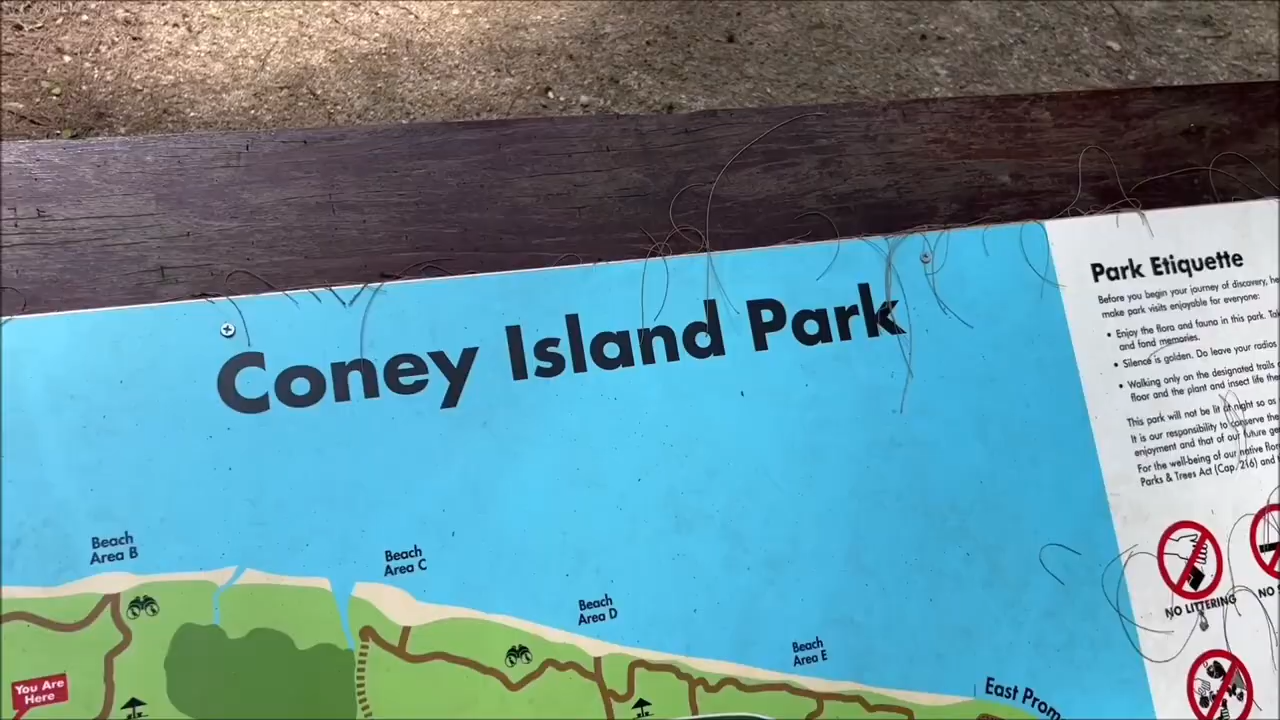 Coney Island Park
Park Etiquette
Before you begin your journey of discovery,
make park visits enjoyable for everyone:
• Enjoy the flora and fauna in this park.
and fond memories.
• Silence is golden. Do leave your radios
• Walking only on the designated trails
floor and the plant and insect life
This park will not be lit at night so as
It is our responsibility to conserve the
enjoyment and that of our future
For the well-being of our native
Parks & Trees Act (Cap. 216) and
NO LITTERING
NO
Beach
Area B
Beach
Area C
Beach
Area D
Beach
Area E
East Prom
You Are
Here